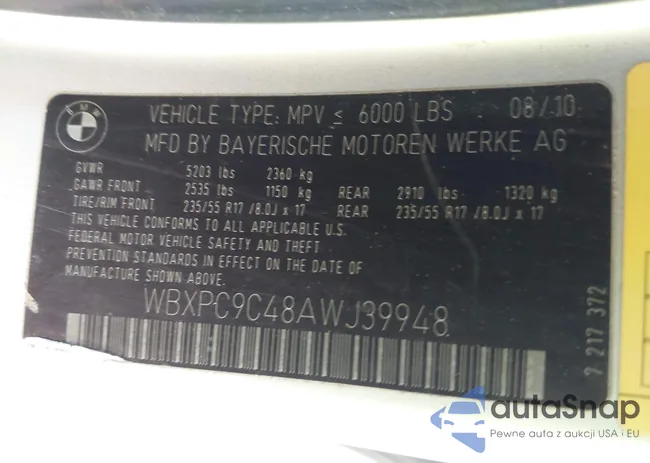 BMW
VEHICLE TYPE: MPV ≤ 6000 LBS 08/10
MFD BY BAYERISCHE MOTOREN WERKE AG
GVWR 5203 lbs 2360 kg
GAWR FRONT 2535 lbs 1150 kg REAR 2910 lbs 1320 kg
TIRE/RIM FRONT 235/55 R17 /8.0J x 17 REAR 235/55 R17 /8.0J x 17
THIS VEHICLE CONFORMS TO ALL APPLICABLE U.S.
FEDERAL MOTOR VEHICLE SAFETY AND THEFT
PREVENTION STANDARDS IN EFFECT ON THE DATE OF
MANUFACTURE SHOWN ABOVE.
WBXPC9C48AWJ39948
7 217 372
autaSnap
Pewne auta z aukcji USA i EU